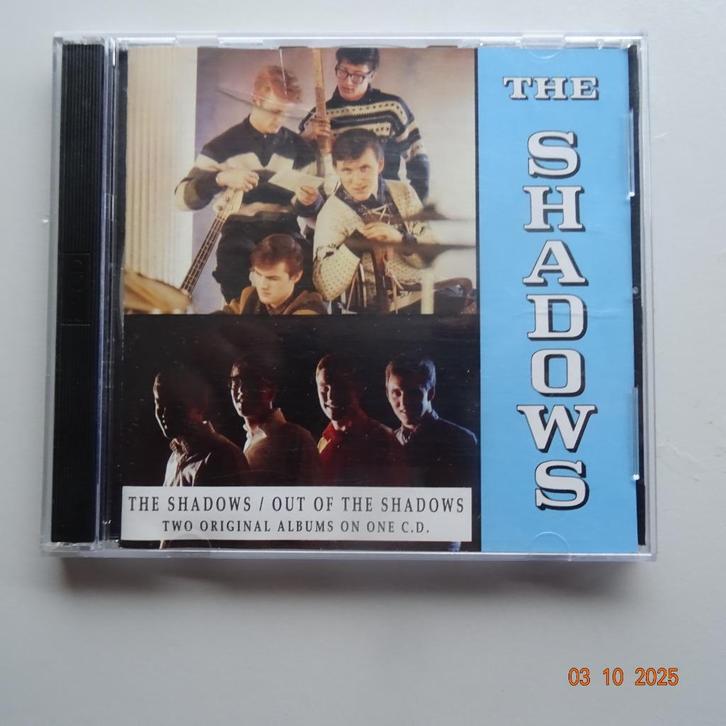 THE
SHADOWS
THE SHADOWS / OUT OF THE SHADOWS
TWO ORIGINAL ALBUMS ON ONE C.D.
03 10 2025